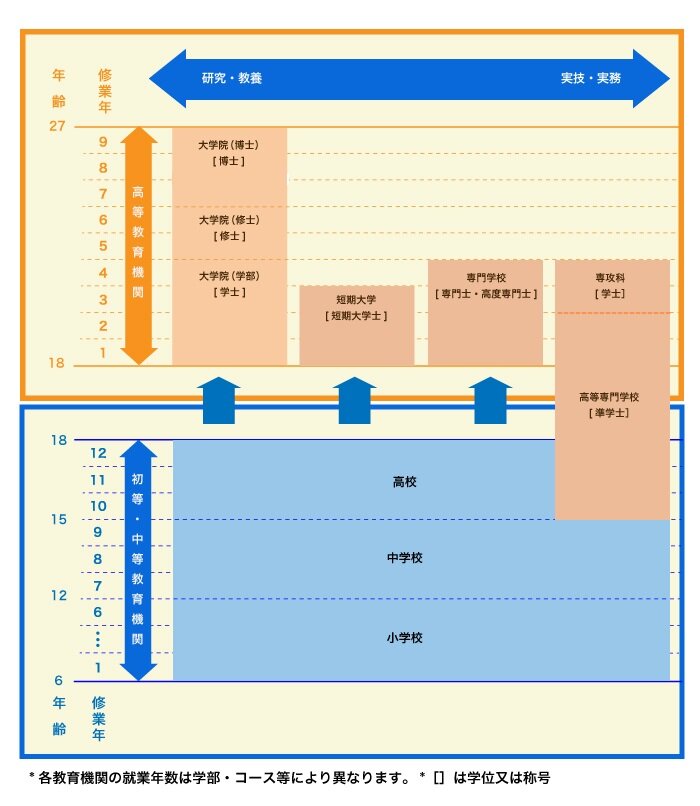 研究・教養
実技・実務
年齢
修業年
27
9
8
7
6
5
4
3
2
1
18
高等教育機関
大学院（博士）
[ 博士 ]
大学院（修士）
[ 修士 ]
大学院（学部）
[ 学士 ]
短期大学
[ 短期大学士 ]
専門学校
[ 専門士・高度専門士 ]
専攻科
[ 学士]
高等専門学校
[ 準学士]
18
12
11
10
15
9
8
7
12
6
⋮
1
6
初等・中等教育機関
高校
中学校
小学校
年齢
修業年
* 各教育機関の就業年数は学部・コース等により異なります。 *［］は学位又は称号